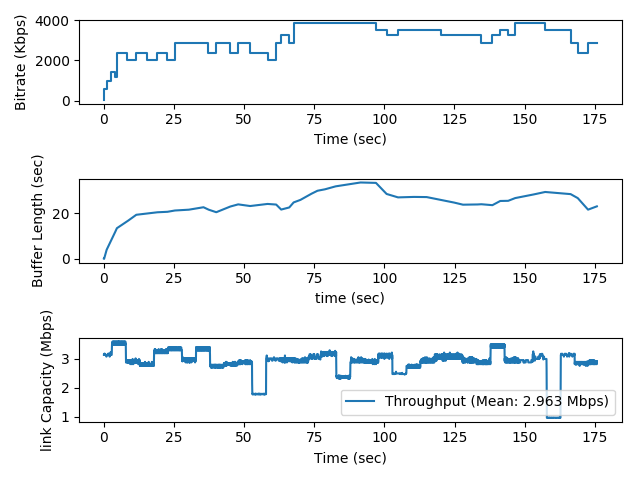 Bitrate (Kbps)
4000
2000
0
0 25 50 75 100 125 150 175
Time (sec)
Buffer Length (sec)
20
0
0 25 50 75 100 125 150 175
time (sec)
link Capacity (Mbps)
3
2
1
Throughput (Mean: 2.963 Mbps)
0 25 50 75 100 125 150 175
Time (sec)